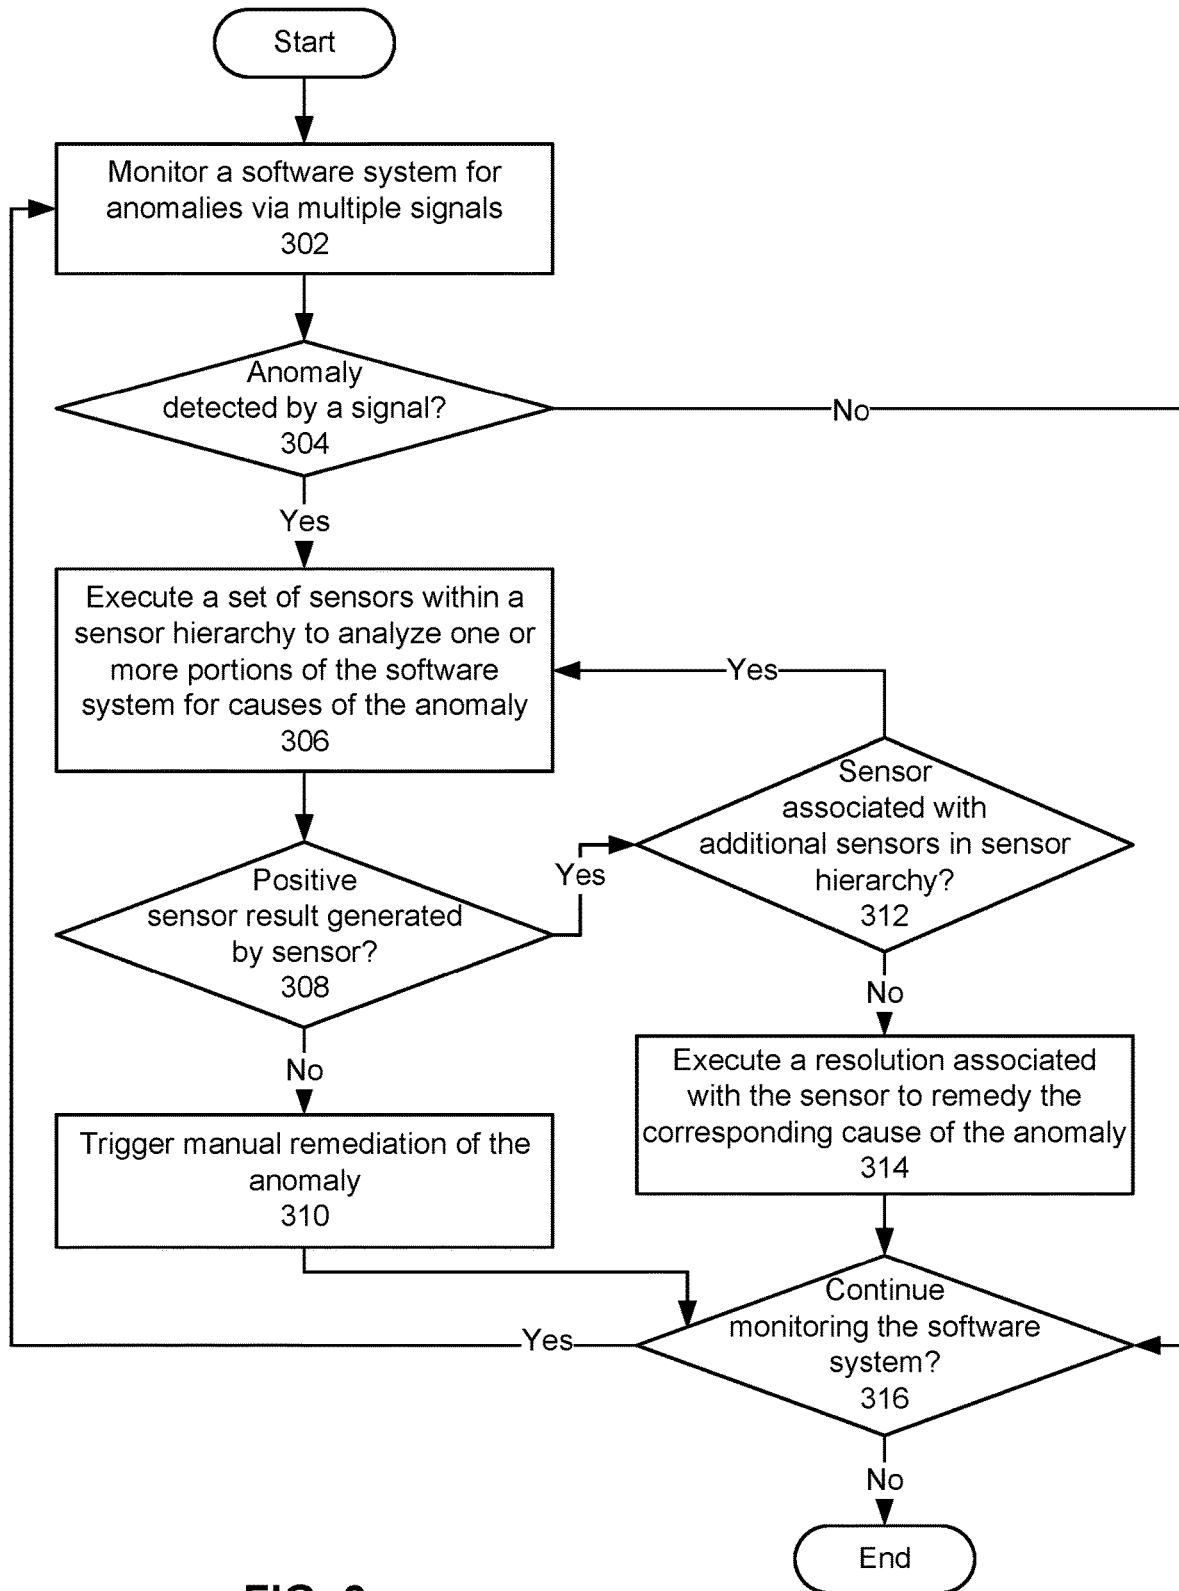 Start
Monitor a software system for
anomalies via multiple signals
302
Anomaly
detected by a signal?
304
No
Yes
Execute a set of sensors within a
sensor hierarchy to analyze one or
more portions of the software
system for causes of the anomaly
306
Yes
Sensor
associated with
additional sensors in sensor
hierarchy?
312
Yes
Positive
sensor result generated
by sensor?
308
No
No
Execute a resolution associated
with the sensor to remedy the
corresponding cause of the anomaly
314
Trigger manual remediation of the
anomaly
310
Continue
monitoring the software
system?
316
Yes
No
End
FIG.